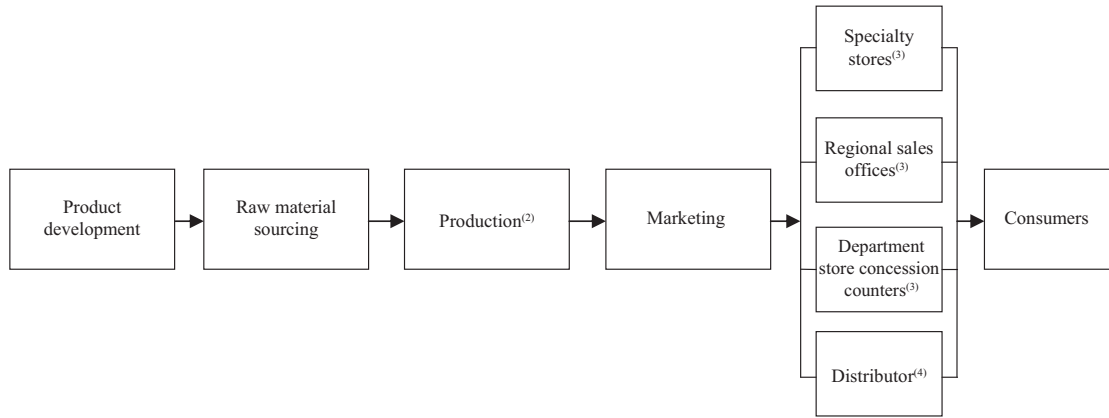 Product
development
Raw material
sourcing
Production(2)
Marketing
Specialty
stores(3)
Regional sales
offices(3)
Department
store concession
counters(3)
Distributor(4)
Consumers